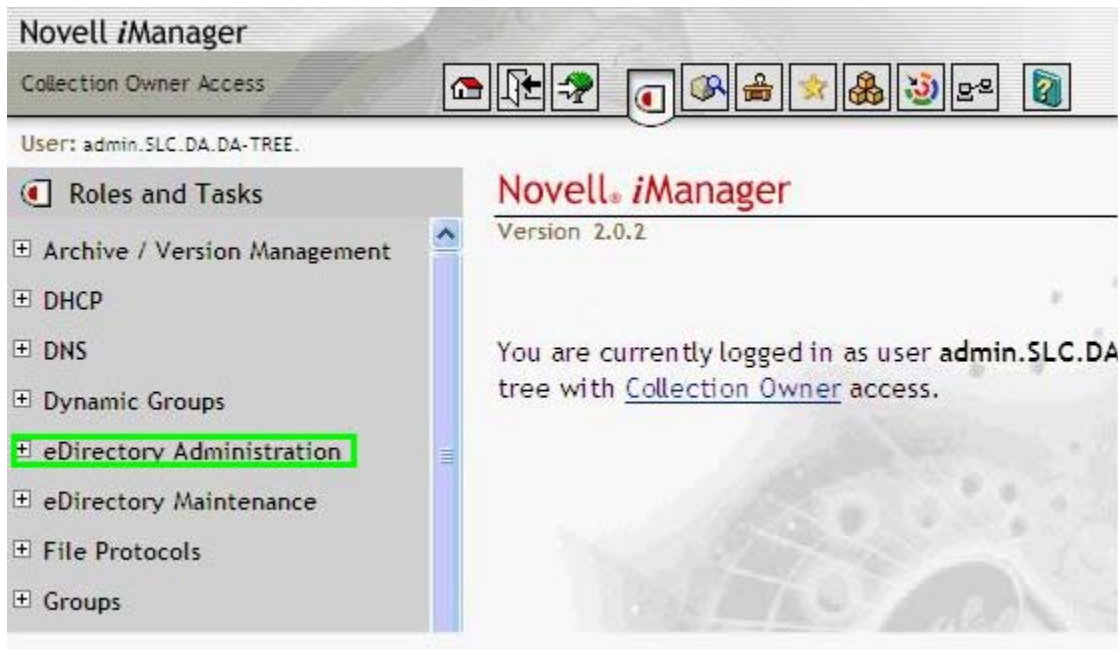 Novell iManager
Collection Owner Access
User: admin.SLC.DA.DA-TREE.
Roles and Tasks
Archive / Version Management
DHCP
DNS
Dynamic Groups
eDirectory Administration
eDirectory Maintenance
File Protocols
Groups
Novell® iManager
Version 2.0.2
You are currently logged in as user admin.SLC.DA
tree with Collection Owner access.